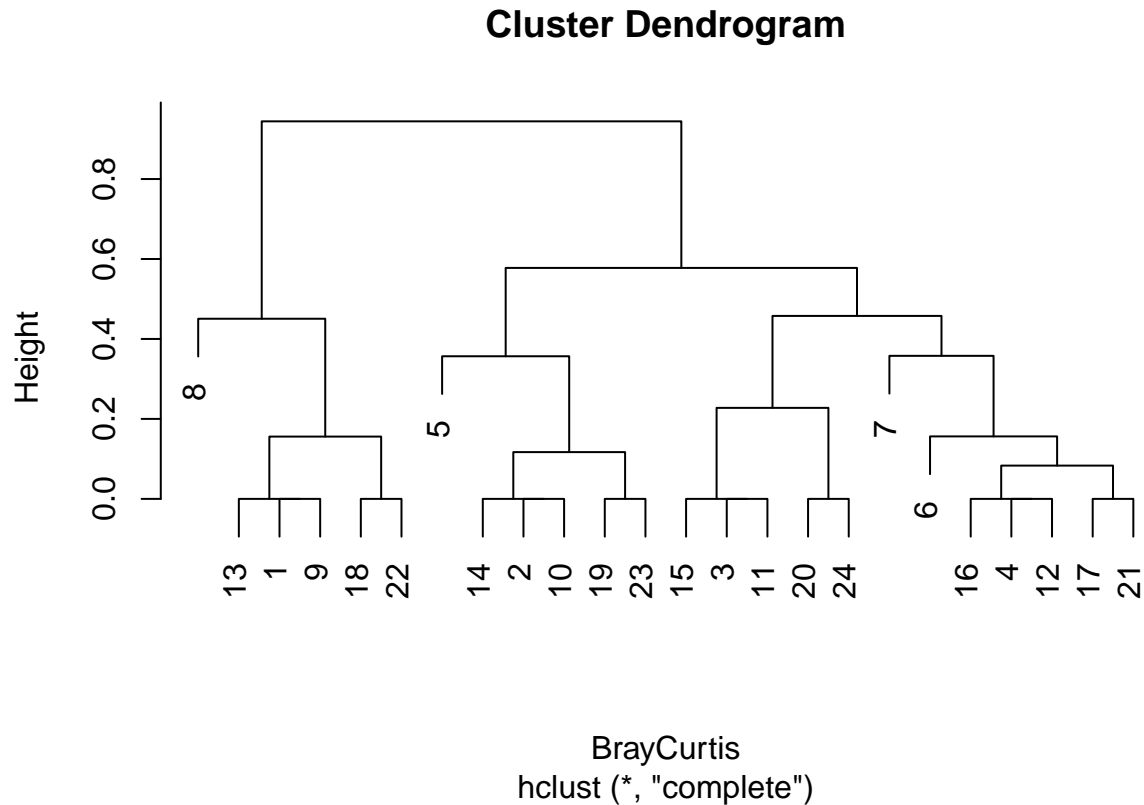 Cluster Dendrogram
Height
0.0 0.2 0.4 0.6 0.8
8
5
7
6
13 1 9 18 22 14 2 10 19 23 15 3 11 20 24 16 4 12 17 21
BrayCurtis
hclust (*, "complete")